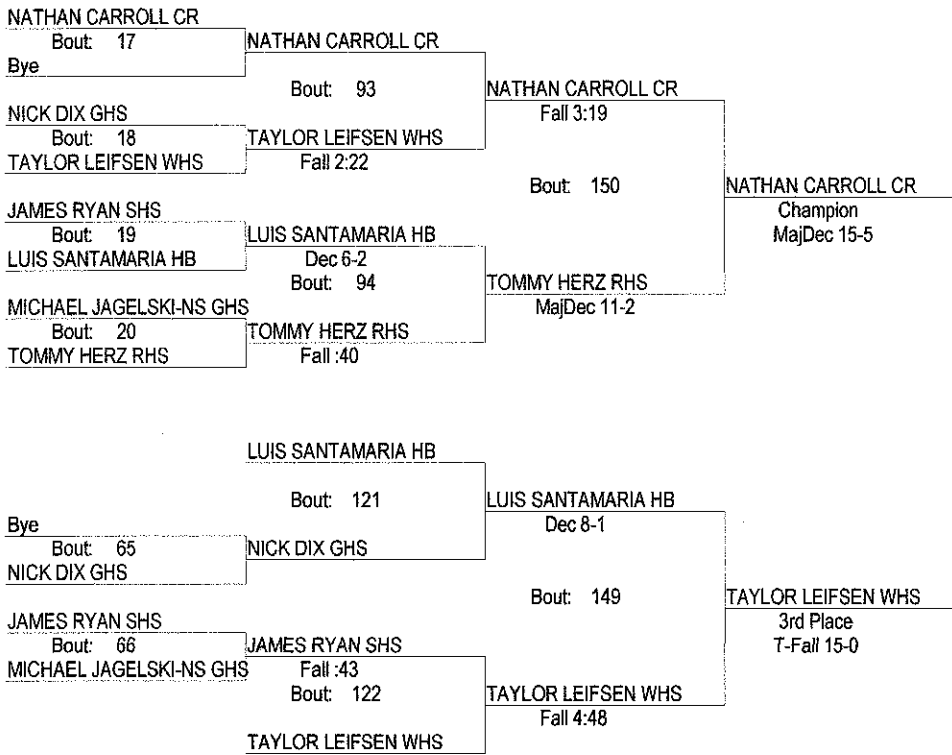 NATHAN CARROLL CR
Bout: 17
Bye
NATHAN CARROLL CR
Bout: 93
NICK DIX GHS
Bout: 18
TAYLOR LEIFSEN WHS
TAYLOR LEIFSEN WHS
Fall 2:22
NATHAN CARROLL CR
Fall 3:19
Bout: 150
JAMES RYAN SHS
Bout: 19
LUIS SANTAMARIA HB
LUIS SANTAMARIA HB
Dec 6-2
Bout: 94
MICHAEL JAGELSKI-NS GHS
Bout: 20
TOMMY HERZ RHS
TOMMY HERZ RHS
Fall :40
TOMMY HERZ RHS
MajDec 11-2
NATHAN CARROLL CR
Champion
MajDec 15-5
LUIS SANTAMARIA HB
Bout: 121
Bye
Bout: 65
NICK DIX GHS
NICK DIX GHS
LUIS SANTAMARIA HB
Dec 8-1
Bout: 149
JAMES RYAN SHS
Bout: 66
MICHAEL JAGELSKI-NS GHS
JAMES RYAN SHS
Fall :43
Bout: 122
TAYLOR LEIFSEN WHS
TAYLOR LEIFSEN WHS
Fall 4:48
TAYLOR LEIFSEN WHS
3rd Place
T-Fall 15-0